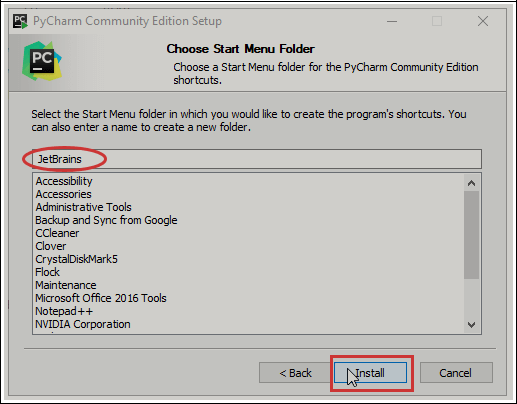 PC PyCharm Community Edition Setup
PC
Choose Start Menu Folder
Choose a Start Menu folder for the PyCharm Community Edition
shortcuts.
Select the Start Menu folder in which you would like to create the program's shortcuts. You
can also enter a name to create a new folder.
JetBrains
Accessibility
Accessories
Administrative Tools
Backup and Sync from Google
CCleaner
Clover
CrystalDiskMark5
Flock
Maintenance
Microsoft Office 2016 Tools
Notepad++
NVIDIA Corporation
< Back Install Cancel